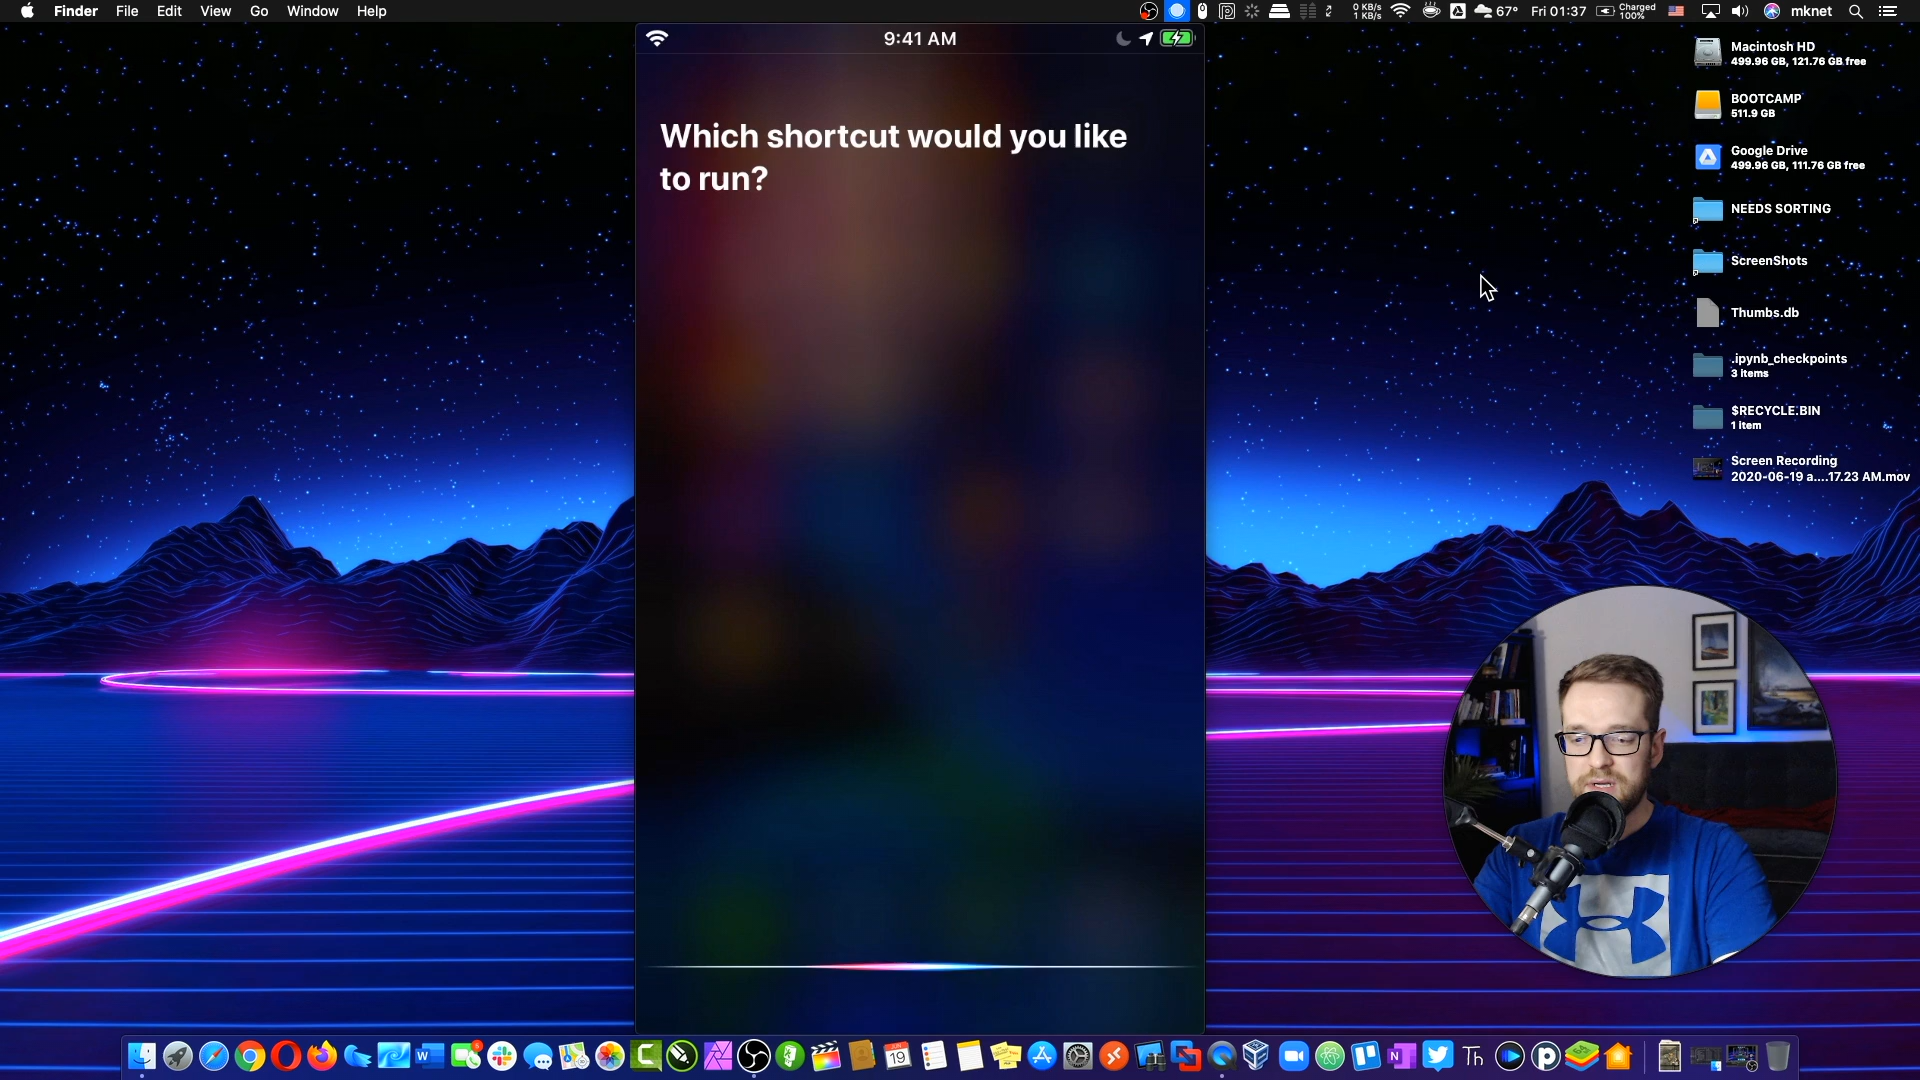 Finder File Edit View Go Window Help
0 KB/s
1 KB/s
67°
Fri 01:37
Charged
100%
mknet
9:41 AM
Which shortcut would you like
to run?
Macintosh HD
499.96 GB, 121.76 GB free
BOOTCAMP
511.9 GB
Google Drive
499.96 GB, 111.76 GB free
NEEDS SORTING
ScreenShots
Thumbs.db
.ipynb_checkpoints
3 items
$RECYCLE.BIN
1 item
Screen Recording
2020-06-19 a....17.23 AM.mov
JUN
19
Th